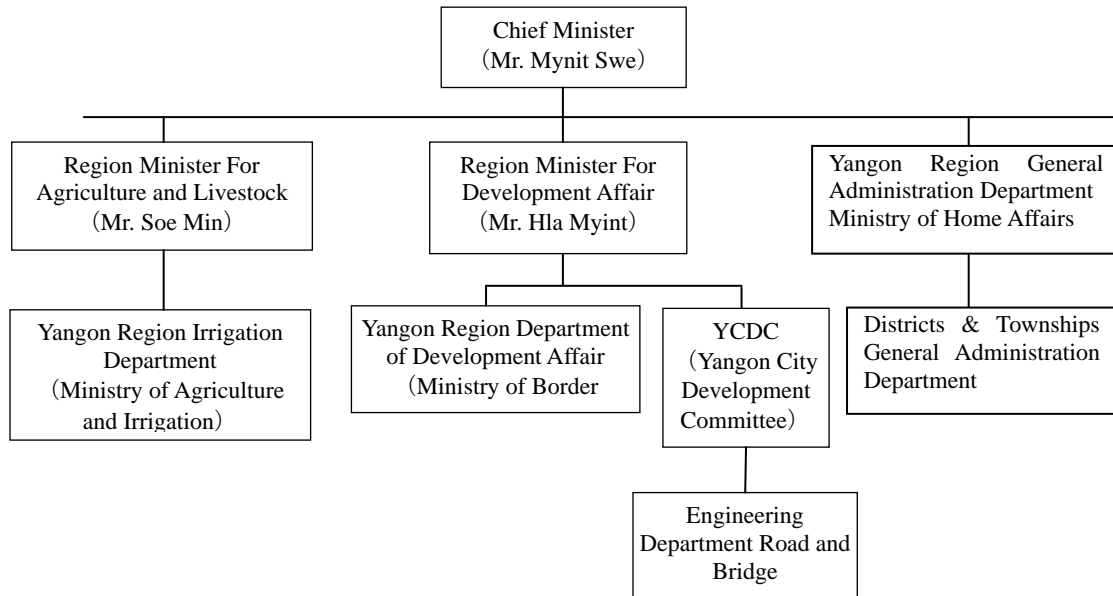 Chief Minister
（Mr. Mynit Swe）
Region Minister For
Agriculture and Livestock
（Mr. Soe Min）
Region Minister For
Development Affair
（Mr. Hla Myint）
Yangon Region General
Administration Department
Ministry of Home Affairs
Yangon Region Irrigation
Department
（Ministry of Agriculture
and Irrigation）
Yangon Region Department
of Development Affair
（Ministry of Border
YCDC
（Yangon City
Development
Committee）
Districts & Townships
General Administration
Department
Engineering
Department Road and
Bridge